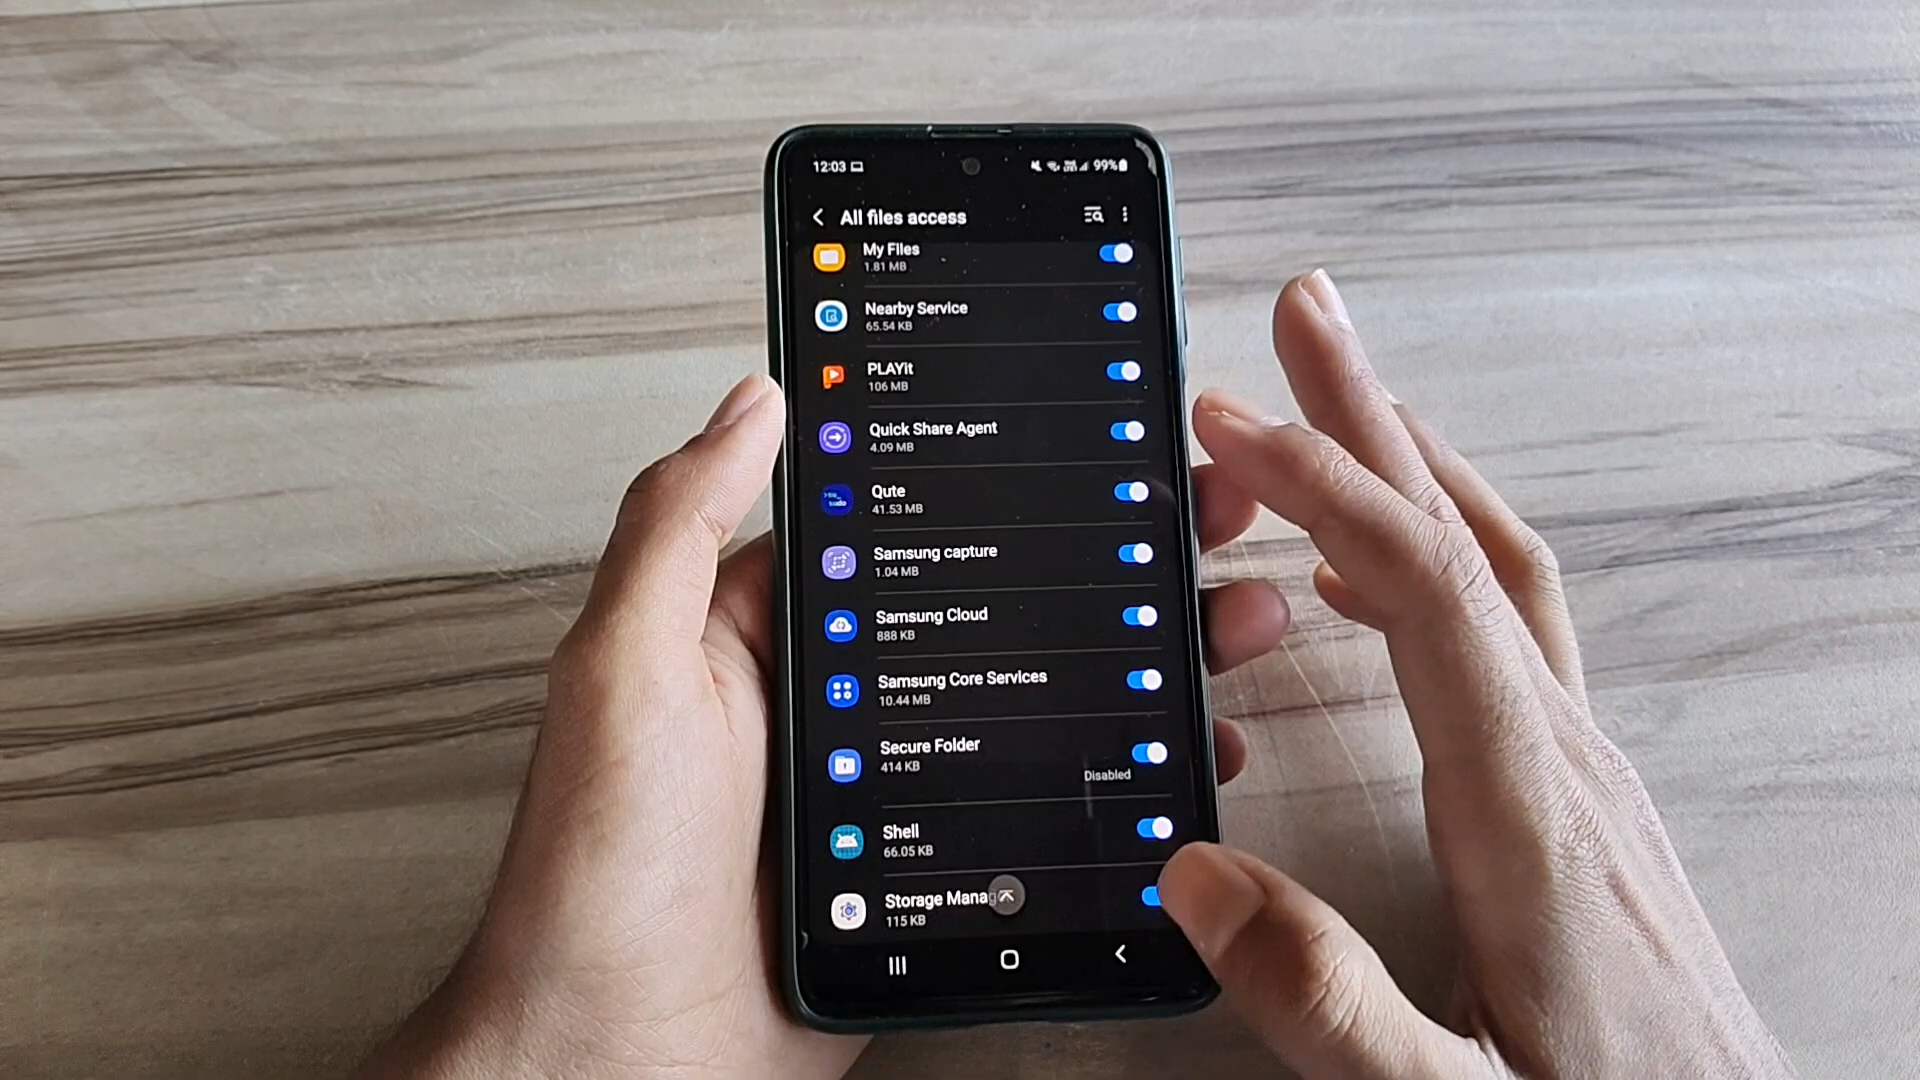 12:03
99%
All files access
My Files
1.81 MB
Nearby Service
65.54 KB
PLAYit
106 MB
Quick Share Agent
4.09 MB
Qute
41.53 MB
Samsung capture
1.04 MB
Samsung Cloud
888 KB
Samsung Core Services
10.44 MB
Secure Folder
414 KB
Disabled
Shell
66.05 KB
Storage Manag
115 KB